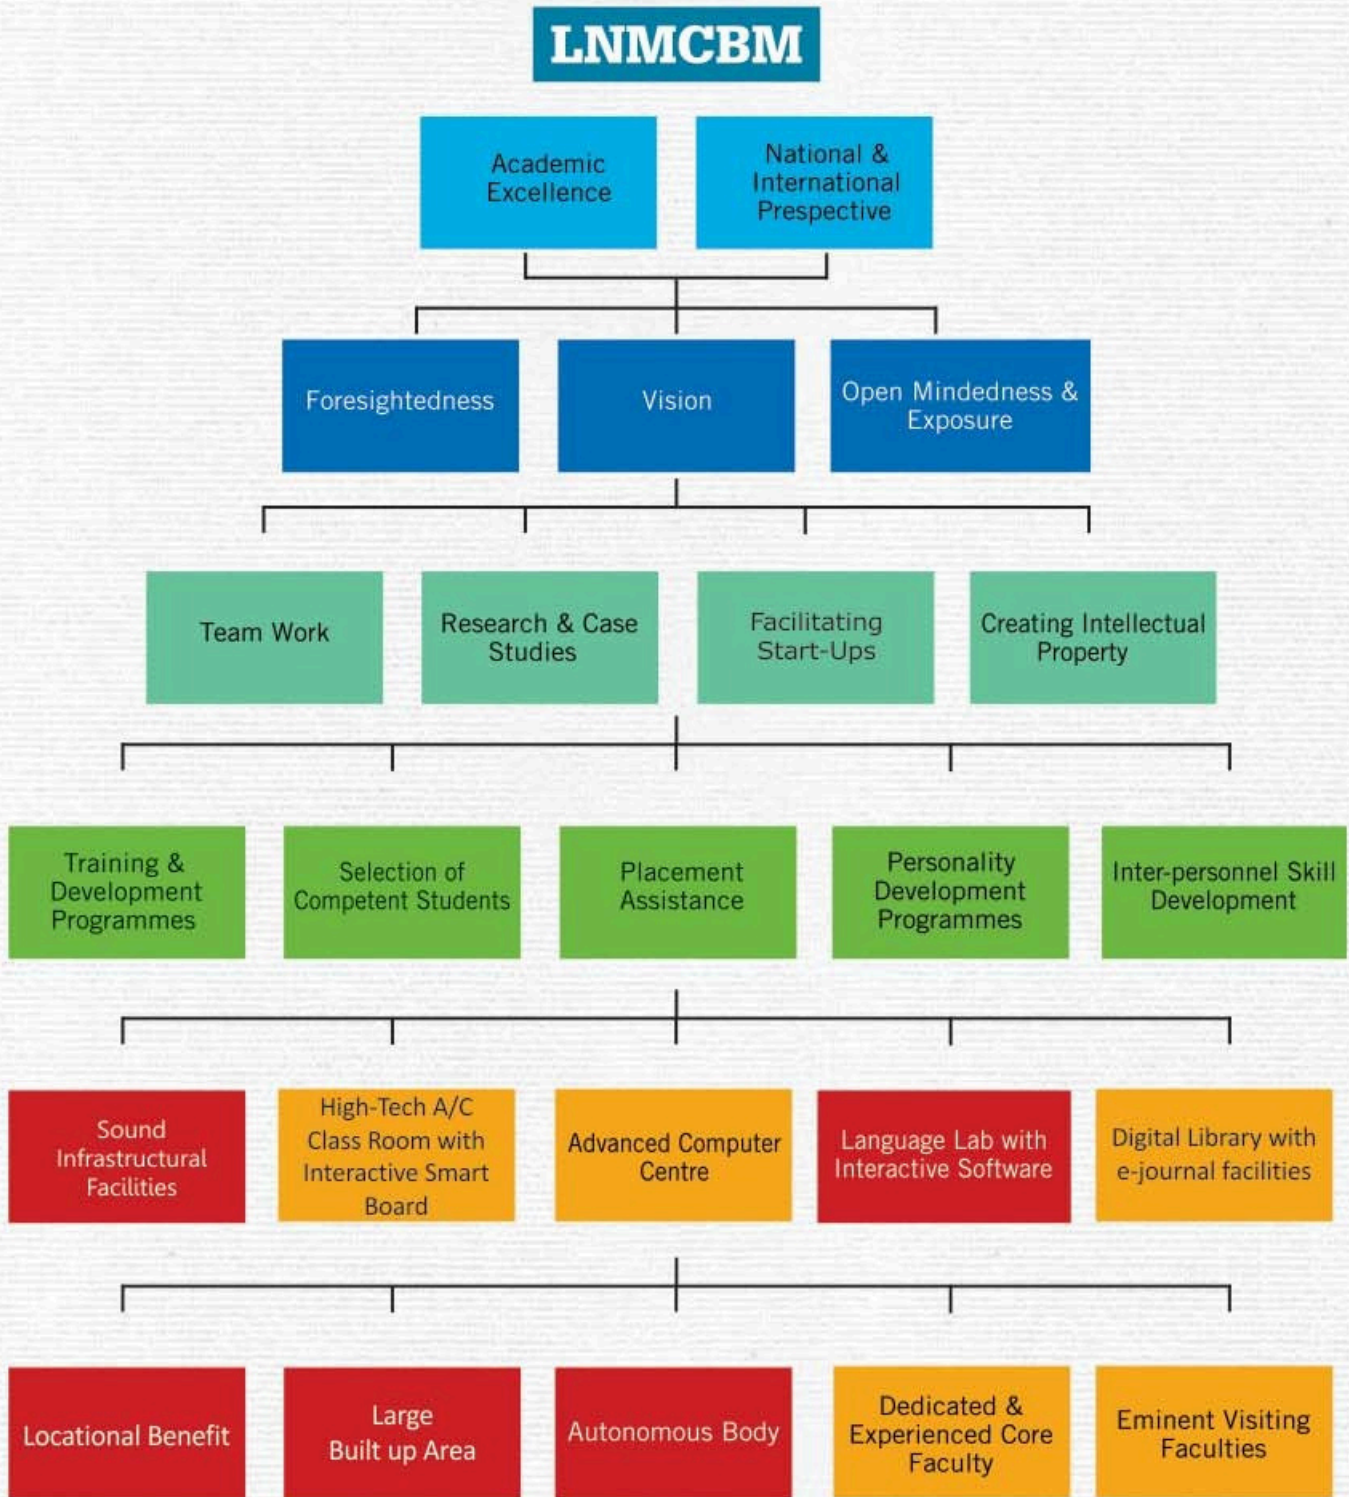 LNMCBM
Academic
Excellence
National &
International
Prespective
Foresightedness
Vision
Open Mindedness &
Exposure
Team Work
Research & Case
Studies
Facilitating
Start-Ups
Creating Intellectual
Property
Training &
Development
Programmes
Selection of
Competent Students
Placement
Assistance
Personality
Development
Programmes
Inter-personnel Skill
Development
Sound
Infrastructural
Facilities
High-Tech A/C
Class Room with
Interactive Smart
Board
Advanced Computer
Centre
Language Lab with
Interactive Software
Digital Library with
e-journal facilities
Locational Benefit
Large
Built up Area
Autonomous Body
Dedicated &
Experienced Core
Faculty
Eminent Visiting
Faculties